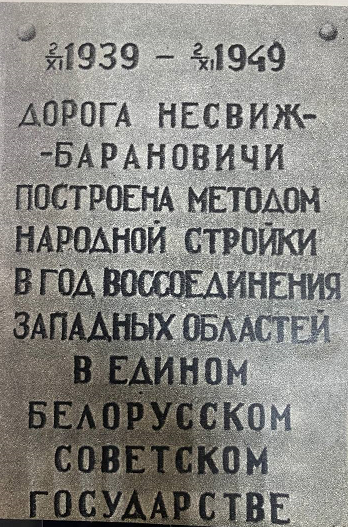 2/XI 1939 – 2/XI 1949
ДОРОГА НЕСВИЖ-
-БАРАНОВИЧИ
ПОСТРОЕНА МЕТОДОМ
НАРОДНОЙ СТРОЙКИ
В ГОД ВОССОЕДИНЕНИЯ
ЗАПАДНЫХ ОБЛАСТЕЙ
В ЕДИНОМ
БЕЛОРУССКОМ
СОВЕТСКОМ
ГОСУДАРСТВЕ